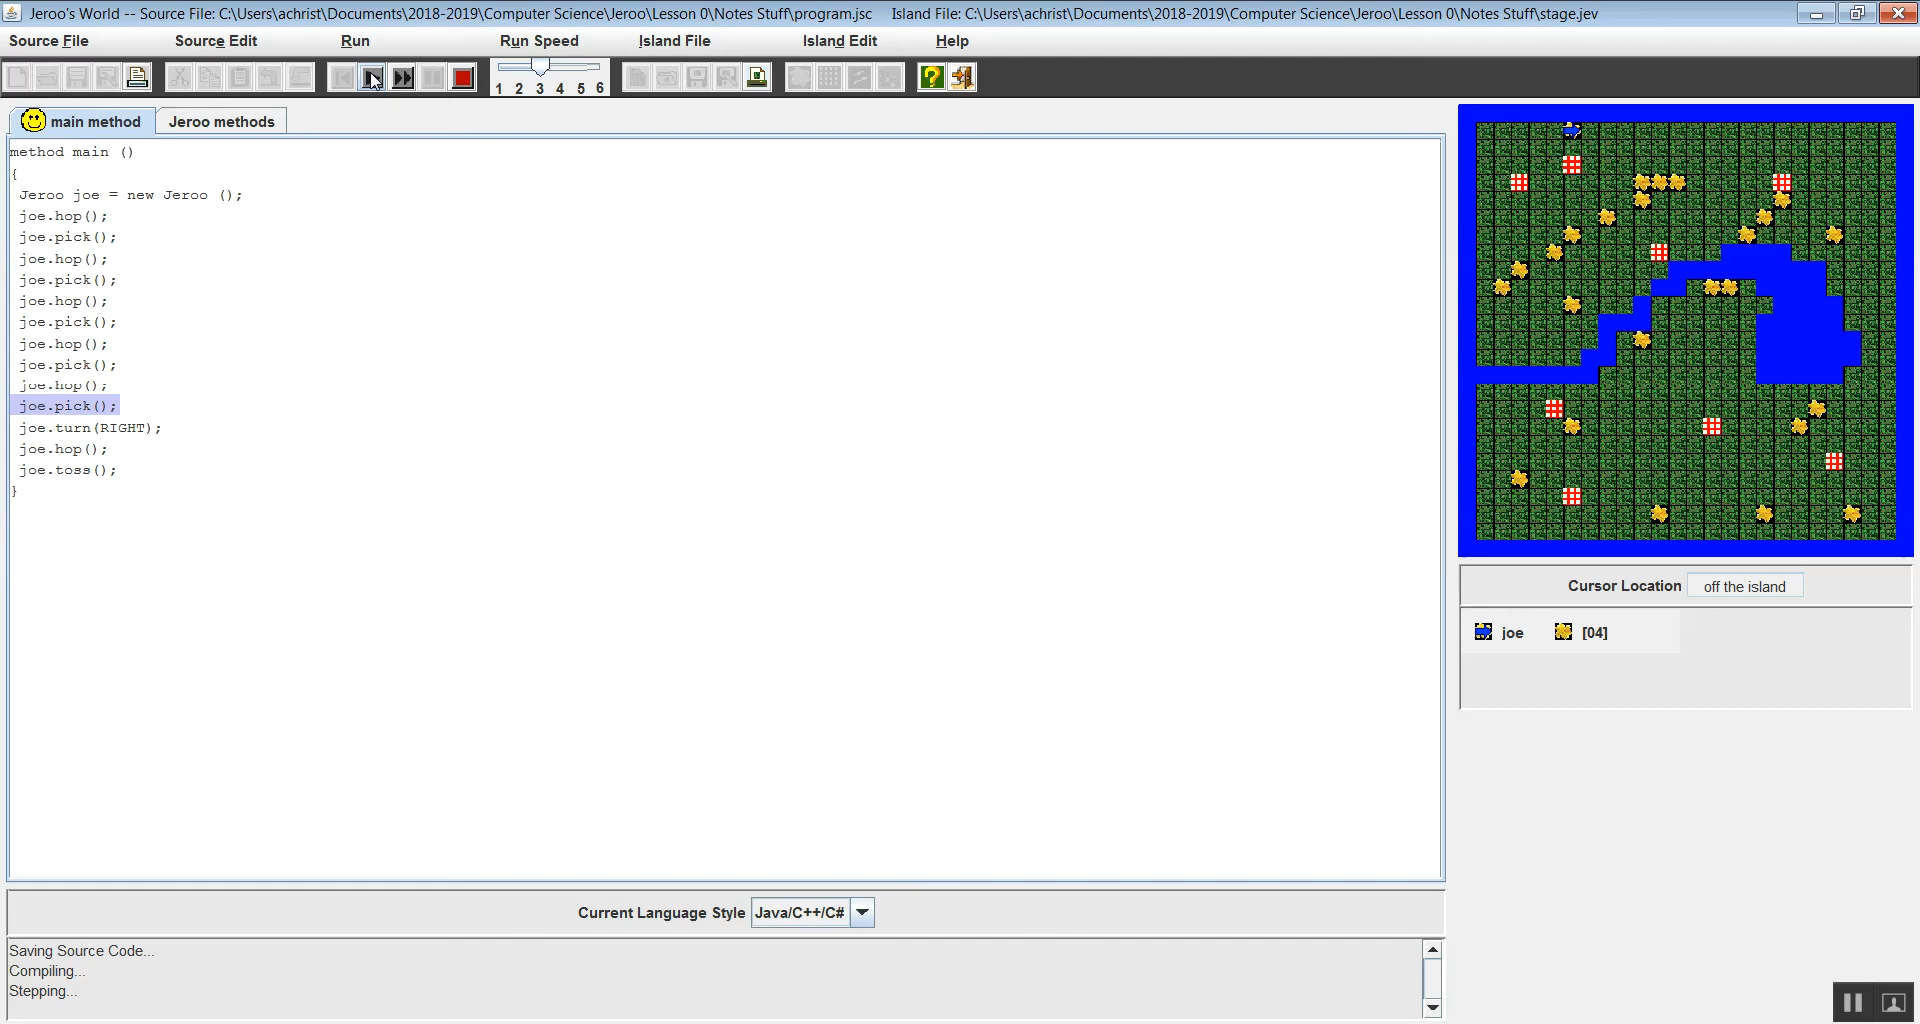 Jeroo's World -- Source File: C:\Users\achrist\Documents\2018-2019\Computer Science\Jeroo\Lesson 0\Notes Stuff\program.jsc Island File: C:\Users\achrist\Documents\2018-2019\Computer Science\Jeroo\Lesson 0\Notes Stuff\stage.jev
Source File Source Edit Run Run Speed Island File Island Edit Help
1 2 3 4 5 6
main method Jeroo methods
method main ()
{
Jeroo joe = new Jeroo ();
joe.hop();
joe.pick();
joe.hop();
joe.pick();
joe.hop();
joe.pick();
joe.hop();
joe.pick();
joe.hop();
joe.pick();
joe.turn(RIGHT);
joe.hop();
joe.toss();
}
Cursor Location off the island
joe [04]
Current Language Style Java/C++/C#
Saving Source Code...
Compiling...
Stepping...